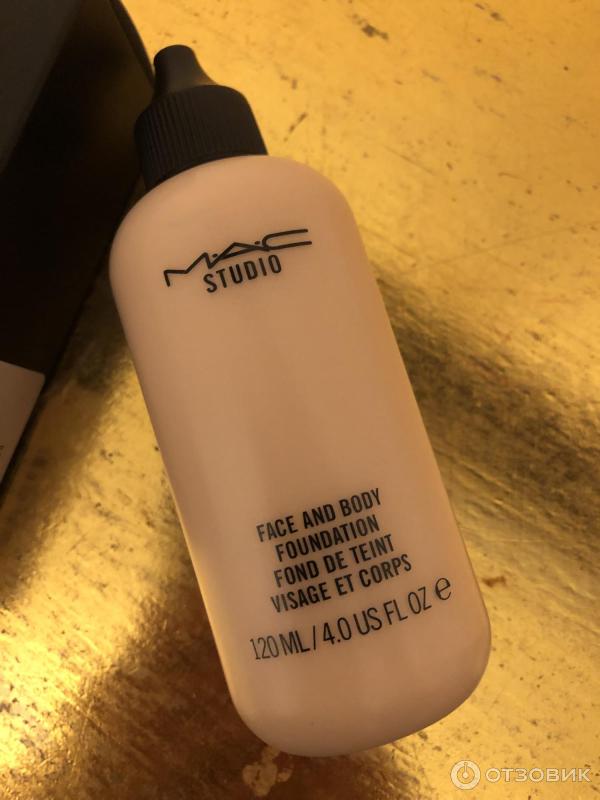 M·A·C
STUDIO
FACE AND BODY
FOUNDATION
FOND DE TEINT
VISAGE ET CORPS
120 ML / 4.0 US FL OZ ℮
ОТЗОВИК